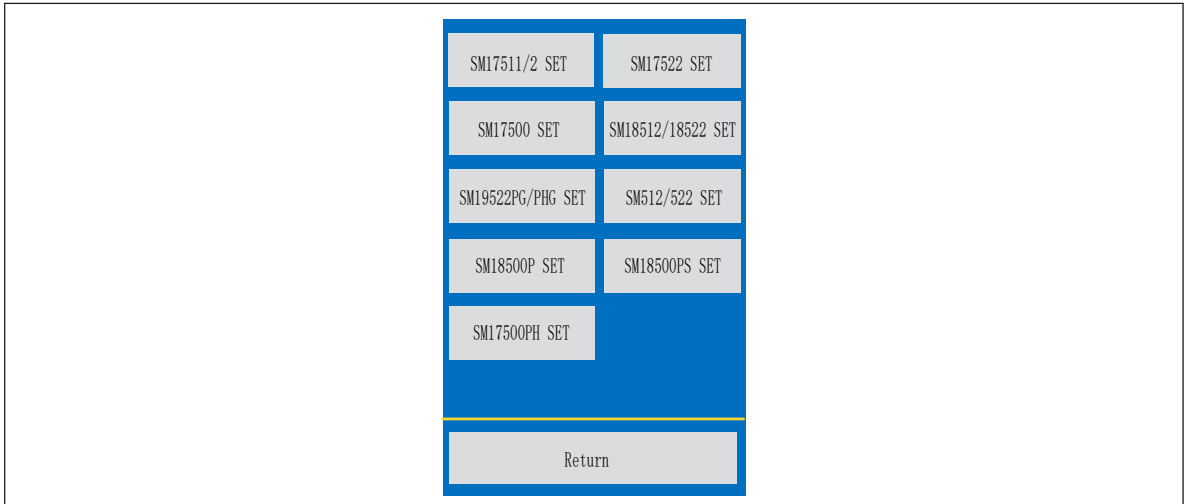 SM17511/2 SET
SM17522 SET
SM17500 SET
SM18512/18522 SET
SM19522PG/PHG SET
SM512/522 SET
SM18500P SET
SM18500PS SET
SM17500PH SET
Return